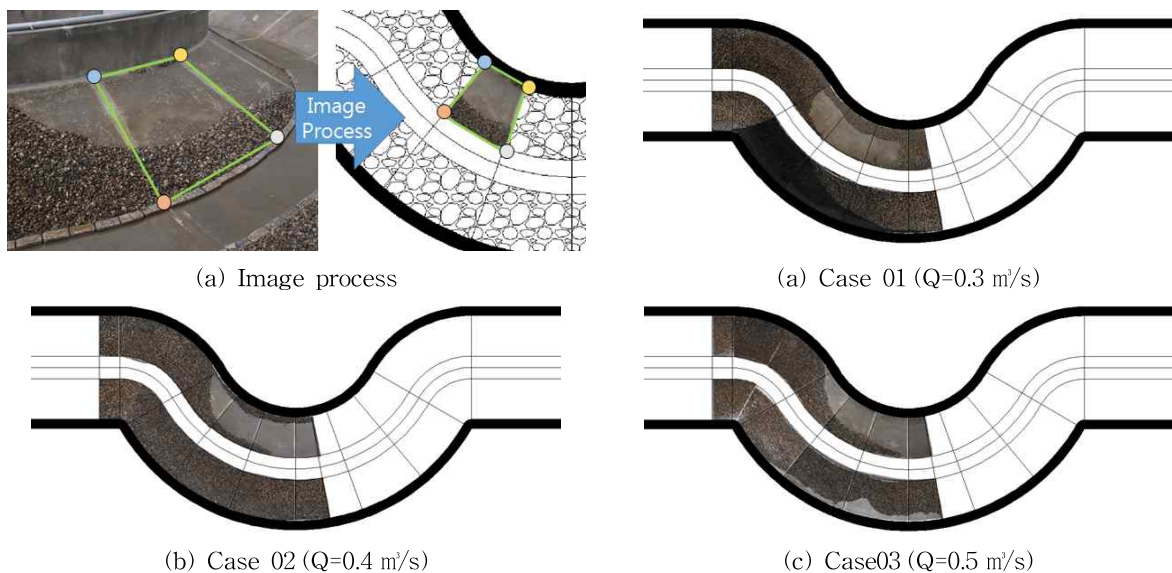 Image
Process
(a) Image process
(a) Case 01 (Q=0.3 ㎥/s)
(b) Case 02 (Q=0.4 ㎥/s)
(c) Case03 (Q=0.5 ㎥/s)